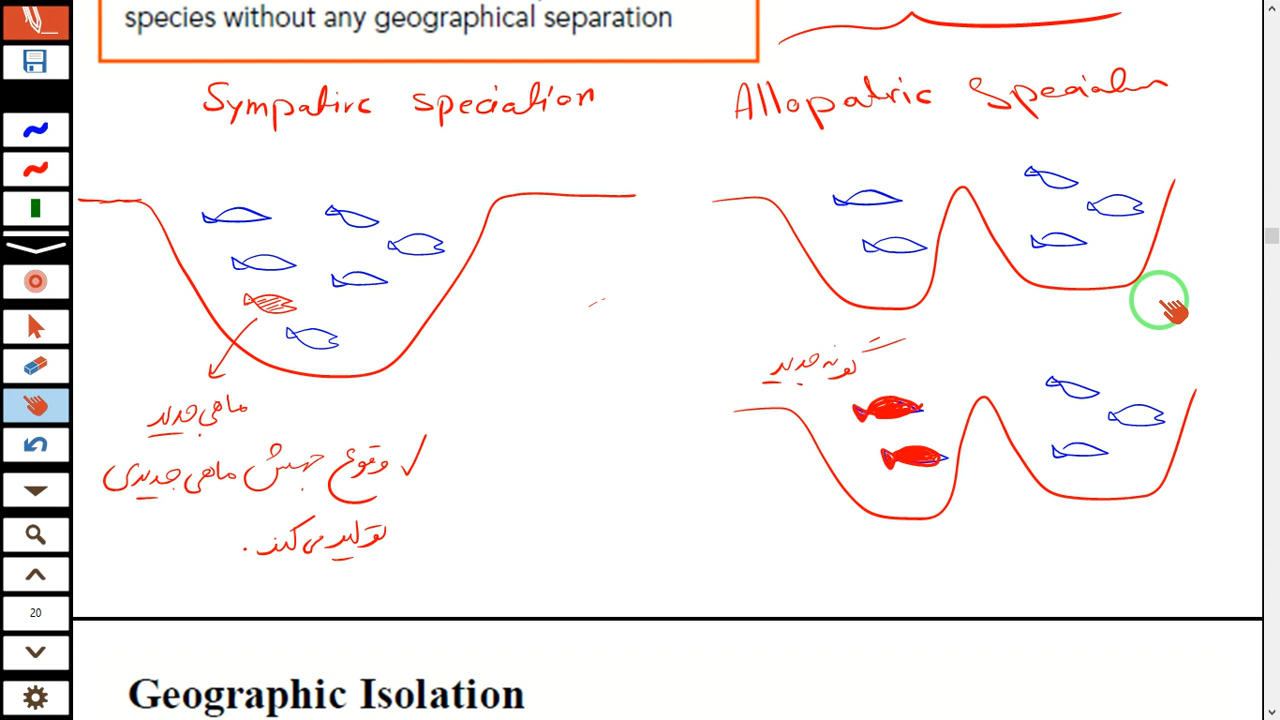 species without any geographical separation
Sympatric speciation
Allopatric Speciation
گونه جدید
ماهی جدید
✓ وقوع جهش ماهی جدیدی
تولید می‌کند.
20
Geographic Isolation